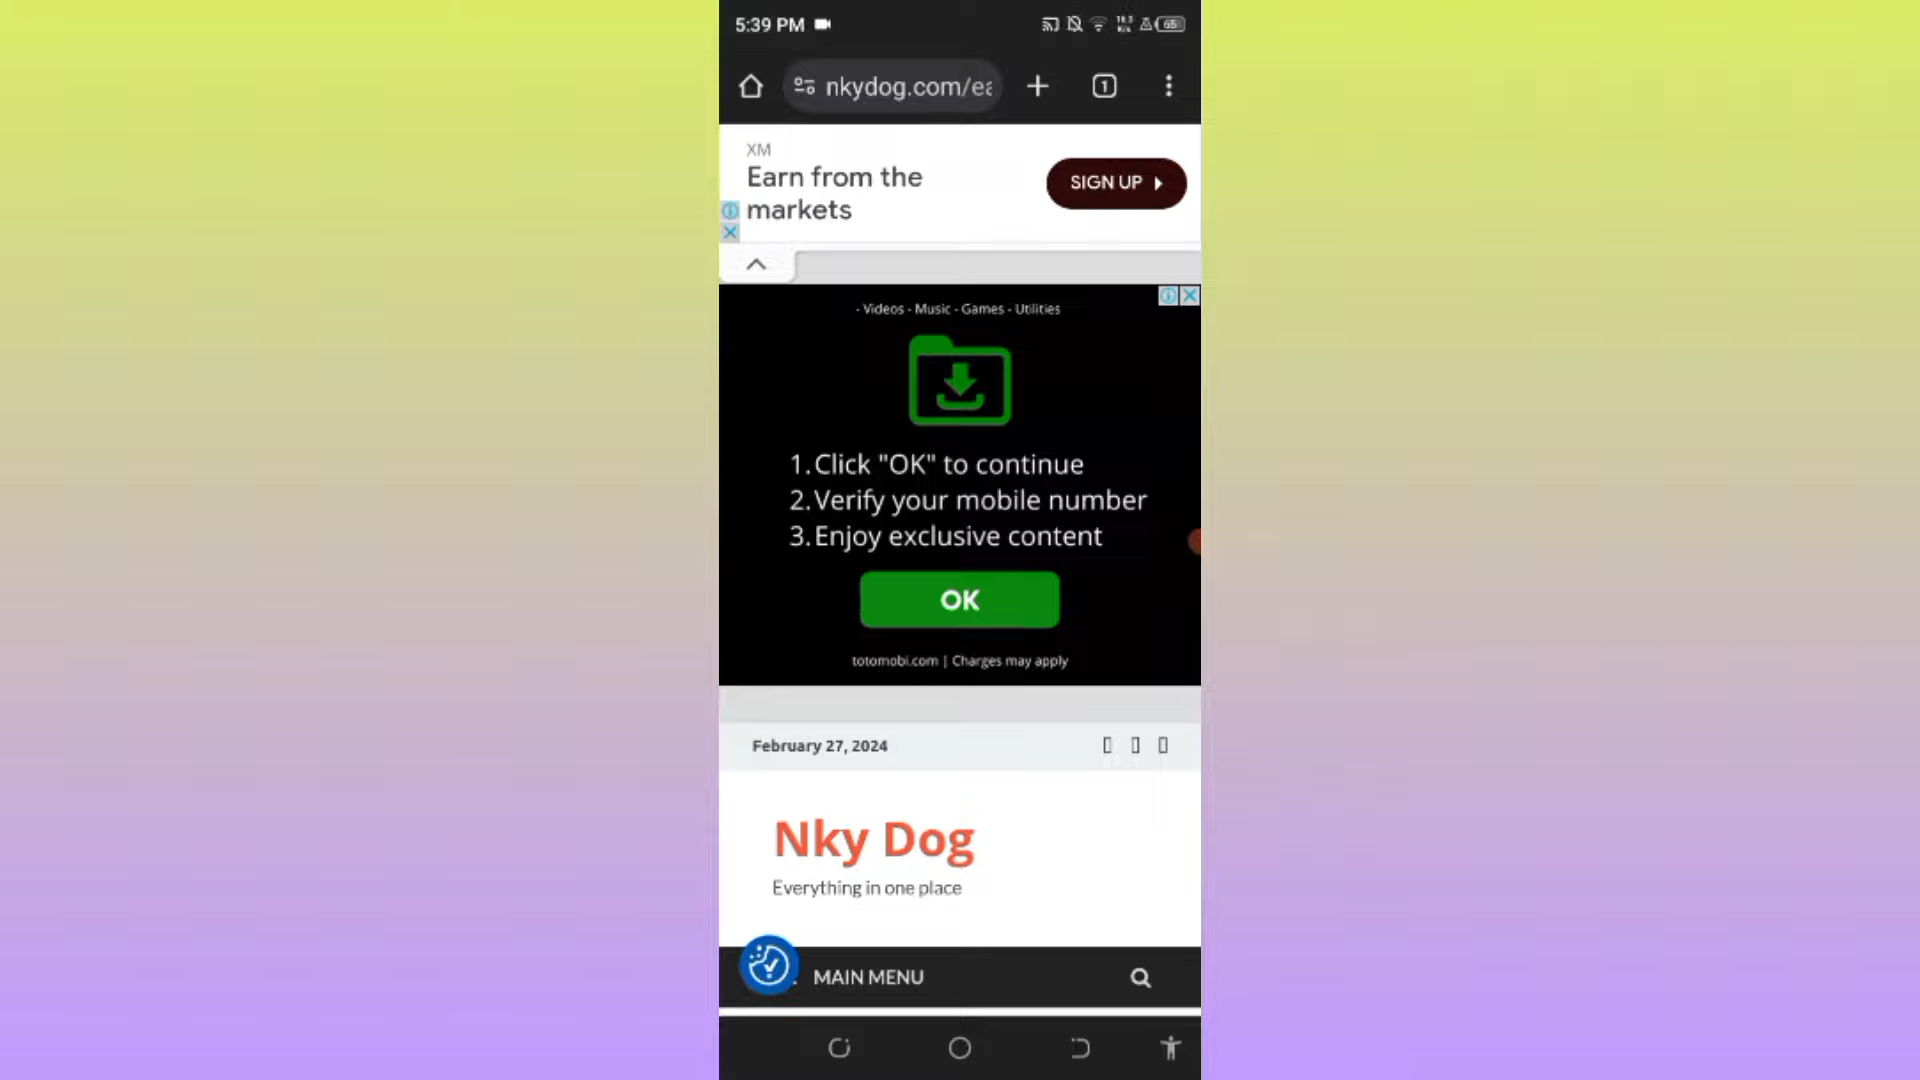 5:39 PM
65
nkydog.com/ea
1
XM
Earn from the
markets
SIGN UP
- Videos - Music - Games - Utilities
1. Click "OK" to continue
2. Verify your mobile number
3. Enjoy exclusive content
OK
totomobi.com | Charges may apply
February 27, 2024
Nky Dog
Everything in one place
MAIN MENU